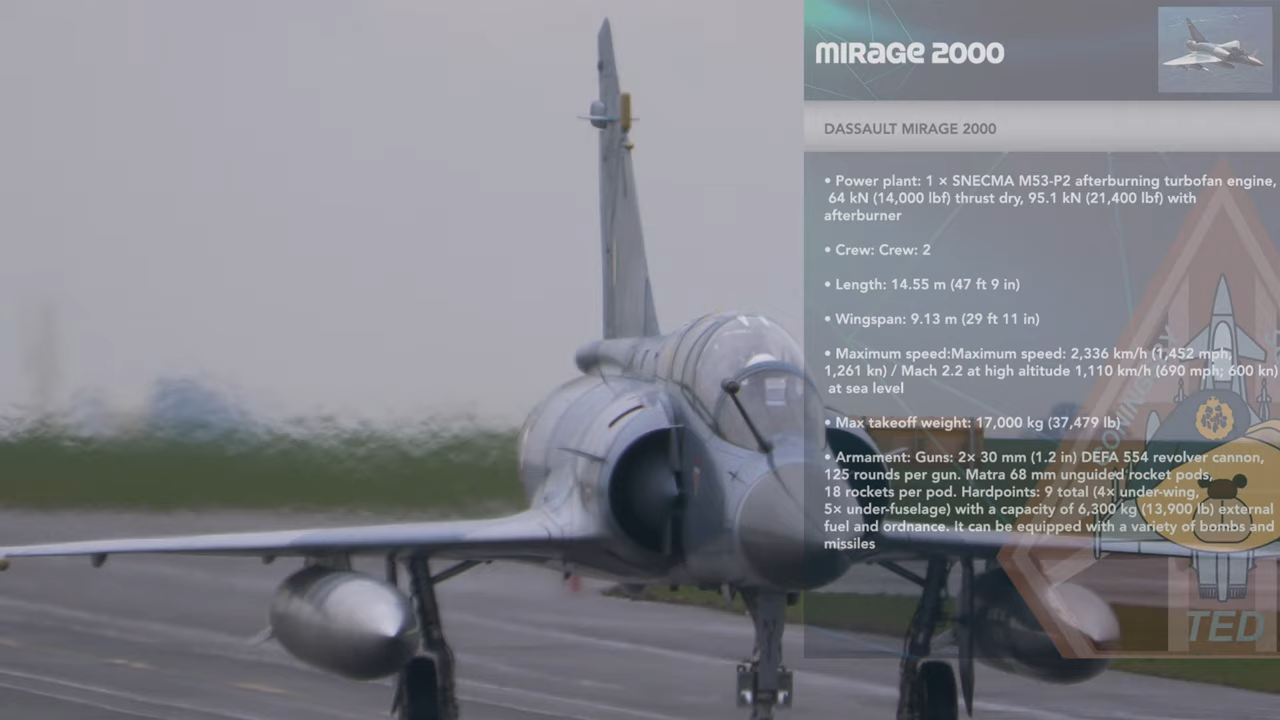 MIRAGE 2000
DASSAULT MIRAGE 2000
• Power plant: 1 × SNECMA M53-P2 afterburning turbofan engine,
64 kN (14,000 lbf) thrust dry, 95.1 kN (21,400 lbf) with
afterburner
• Crew: Crew: 2
• Length: 14.55 m (47 ft 9 in)
• Wingspan: 9.13 m (29 ft 11 in)
• Maximum speed:Maximum speed: 2,336 km/h (1,452 mph,
1,261 kn) / Mach 2.2 at high altitude 1,110 km/h (690 mph; 600 kn)
at sea level
• Max takeoff weight: 17,000 kg (37,479 lb)
• Armament: Guns: 2× 30 mm (1.2 in) DEFA 554 revolver cannon,
125 rounds per gun. Matra 68 mm unguided rocket pods,
18 rockets per pod. Hardpoints: 9 total (4× under-wing,
5× under-fuselage) with a capacity of 6,300 kg (13,900 lb) external
fuel and ordnance. It can be equipped with a variety of bombs and
missiles
TED